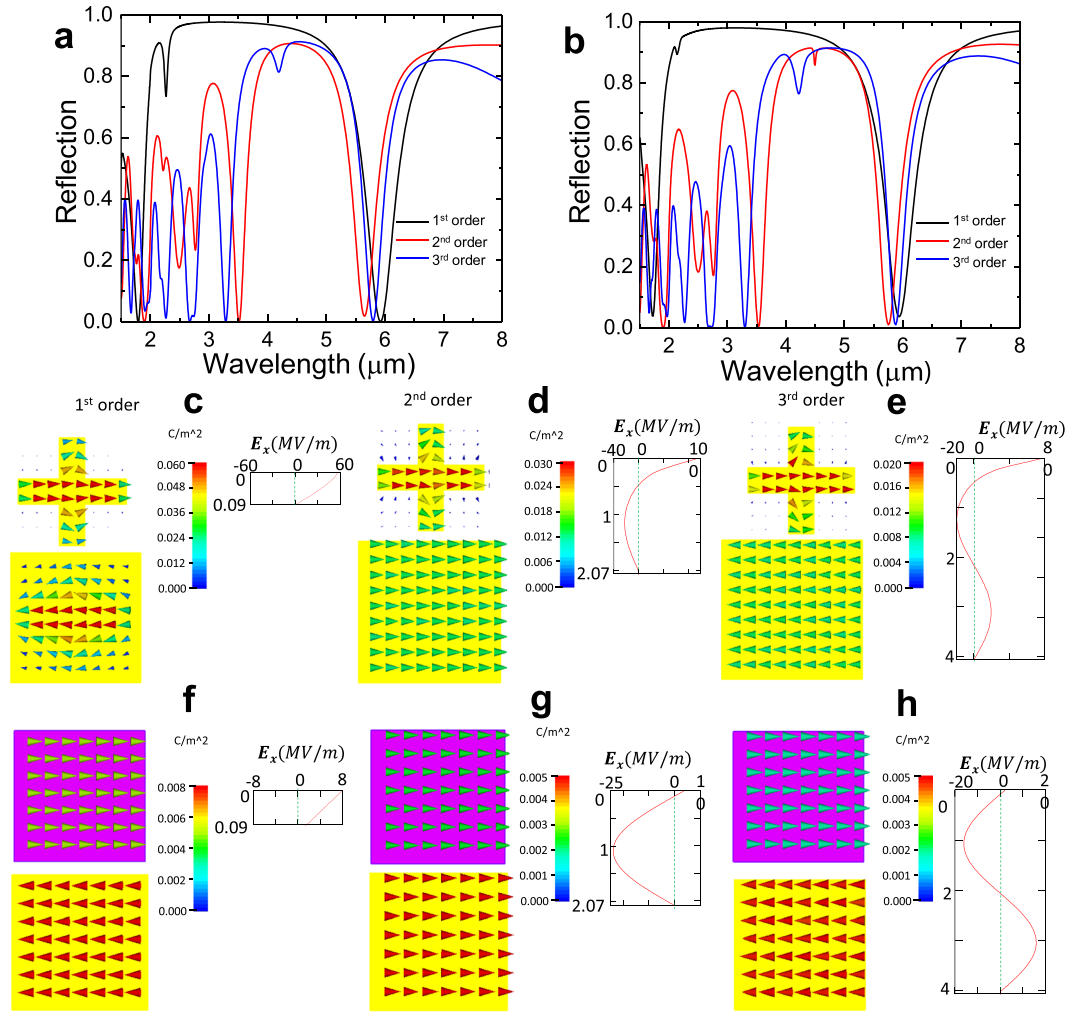 a
Reflection
1.0
0.8
0.6
0.4
0.2
0.0
1st order
2nd order
3rd order
2 3 4 5 6 7 8
Wavelength (μm)
b
Reflection
1.0
0.8
0.6
0.4
0.2
0.0
1st order
2nd order
3rd order
2 3 4 5 6 7 8
Wavelength (μm)
1st order
c
C/m^2
0.060
0.048
0.036
0.024
0.012
0.000
Ex(MV/m)
-60 0 60
0
0.09
2nd order
d
C/m^2
0.030
0.024
0.018
0.012
0.006
0.000
Ex(MV/m)
-40 0 10
0 0
1
2.07
3rd order
e
C/m^2
0.020
0.016
0.012
0.008
0.004
0.000
Ex(MV/m)
-20 0 8
0 0
2
4
f
C/m^2
0.008
0.006
0.004
0.002
0.000
Ex(MV/m)
-8 0 8
0
0.09
g
C/m^2
0.005
0.004
0.003
0.002
0.001
0.000
Ex(MV/m)
-25 0 1
0 0
1
2.07
h
C/m^2
0.005
0.004
0.003
0.002
0.001
0.000
Ex(MV/m)
-20 0 2
0 0
2
4